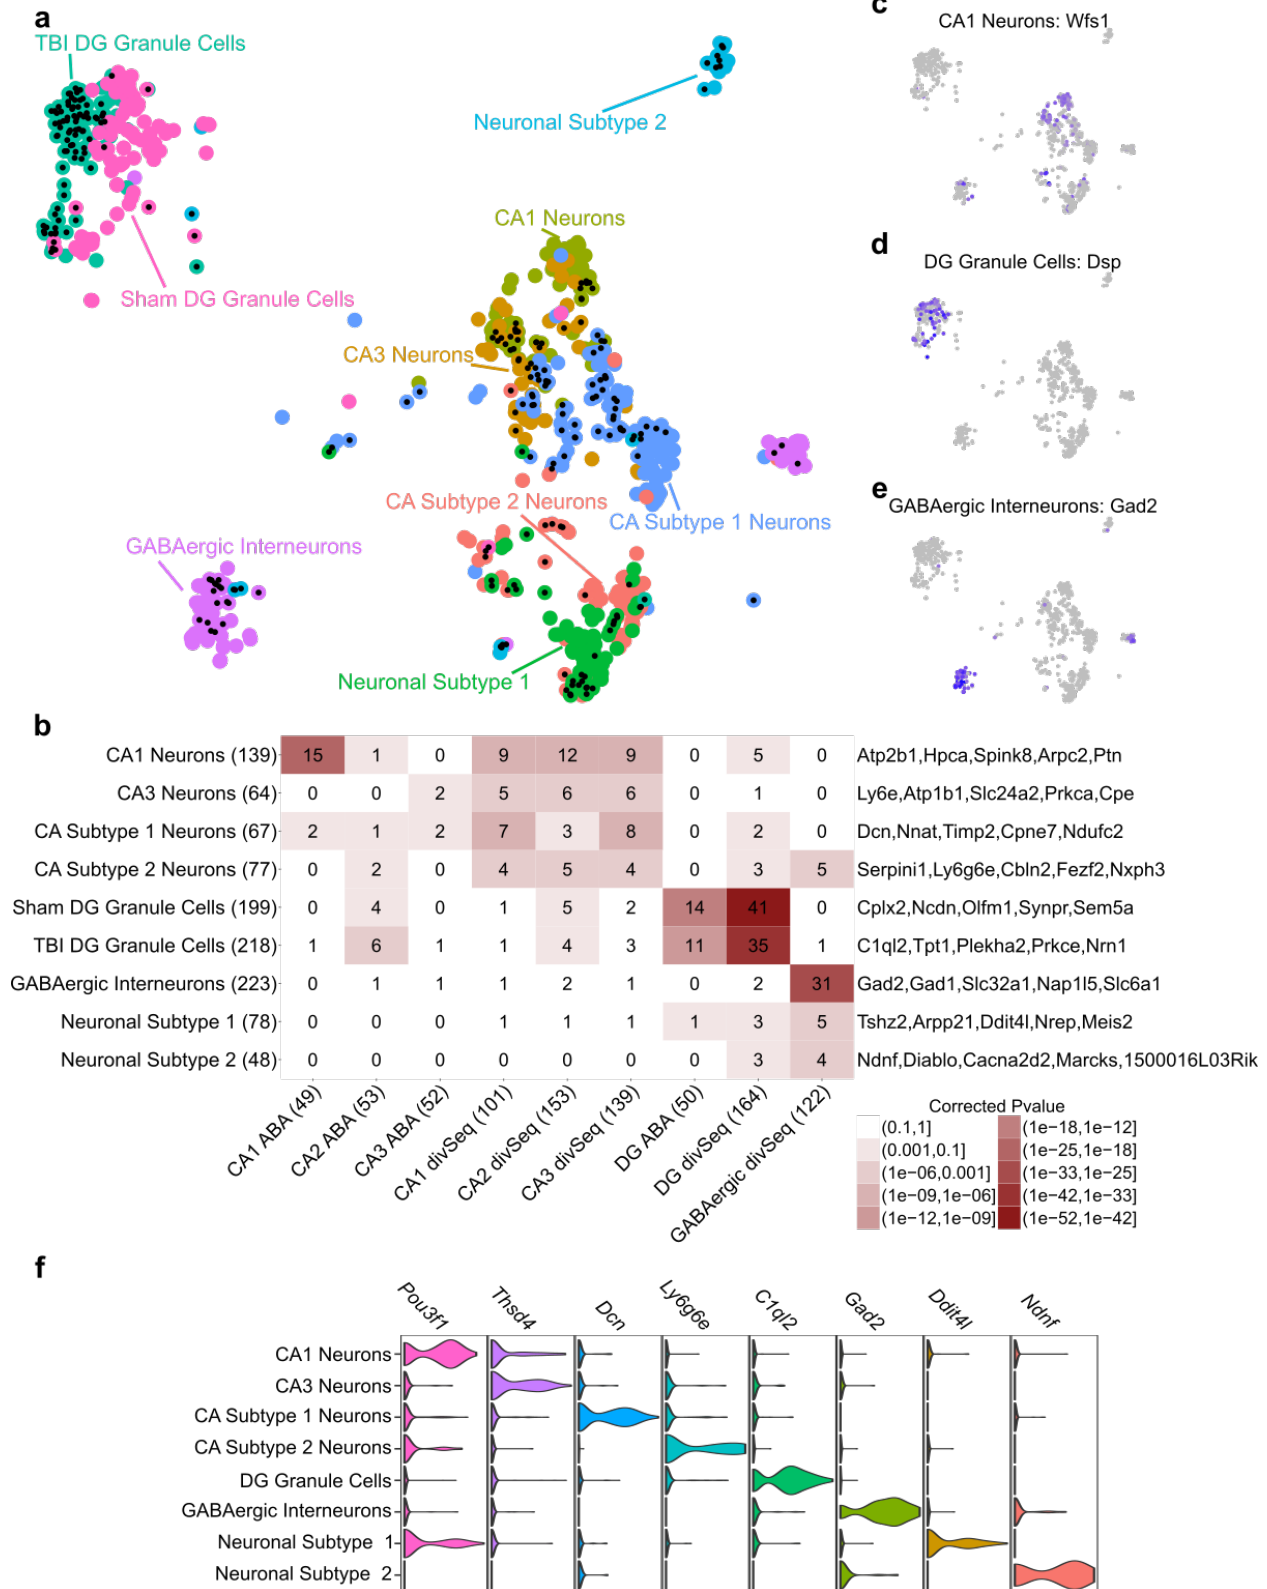 a
TBI DG Granule Cells
Neuronal Subtype 2
CA1 Neurons
Sham DG Granule Cells
CA3 Neurons
CA Subtype 2 Neurons
CA Subtype 1 Neurons
GABAergic Interneurons
Neuronal Subtype 1
c
CA1 Neurons: Wfs1
d
DG Granule Cells: Dsp
e
GABAergic Interneurons: Gad2
b
CA1 Neurons (139) 15 1 0 9 12 9 0 5 0 Atp2b1,Hpca,Spink8,Arpc2,Ptn
CA3 Neurons (64) 0 0 2 5 6 6 0 1 0 Ly6e,Atp1b1,Slc24a2,Prkca,Cpe
CA Subtype 1 Neurons (67) 2 1 2 7 3 8 0 2 0 Dcn,Nnat,Timp2,Cpne7,Ndufc2
CA Subtype 2 Neurons (77) 0 2 0 4 5 4 0 3 5 Serpini1,Ly6g6e,Cbln2,Fezf2,Nxph3
Sham DG Granule Cells (199) 0 4 0 1 5 2 14 41 0 Cplx2,Ncdn,Olfm1,Synpr,Sem5a
TBI DG Granule Cells (218) 1 6 1 1 4 3 11 35 1 C1ql2,Tpt1,Plekha2,Prkce,Nrn1
GABAergic Interneurons (223) 0 1 1 1 2 1 0 2 31 Gad2,Gad1,Slc32a1,Nap1l5,Slc6a1
Neuronal Subtype 1 (78) 0 0 0 1 1 1 1 3 5 Tshz2,Arpp21,Ddit4l,Nrep,Meis2
Neuronal Subtype 2 (48) 0 0 0 0 0 0 0 3 4 Ndnf,Diablo,Cacna2d2,Marcks,1500016L03Rik
CA1 ABA (49)
CA2 ABA (53)
CA3 ABA (52)
CA1 divSeq (101)
CA2 divSeq (153)
CA3 divSeq (139)
DG ABA (50)
DG divSeq (164)
GABAergic divSeq (122)
Corrected Pvalue
(0.1,1] (1e−18,1e−12]
(0.001,0.1] (1e−25,1e−18]
(1e−06,0.001] (1e−33,1e−25]
(1e−09,1e−06] (1e−42,1e−33]
(1e−12,1e−09] (1e−52,1e−42]
f
Pou3f1 Thsd4 Dcn Ly6g6e C1ql2 Gad2 Ddit4l Ndnf
CA1 Neurons
CA3 Neurons
CA Subtype 1 Neurons
CA Subtype 2 Neurons
DG Granule Cells
GABAergic Interneurons
Neuronal Subtype 1
Neuronal Subtype 2